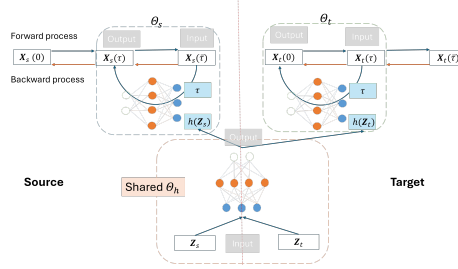 Θₛ
Θₜ
Forward process
Output
Input
Output
Input
Xₛ(0)
Xₛ(τ)
Xₛ(T)
Xₜ(0)
Xₜ(τ)
Xₜ(T)
Backward process
τ
τ
h(Zₛ)
h(Zₜ)
Output
Source
Shared Θₕ
Target
Zₛ
Input
Zₜ